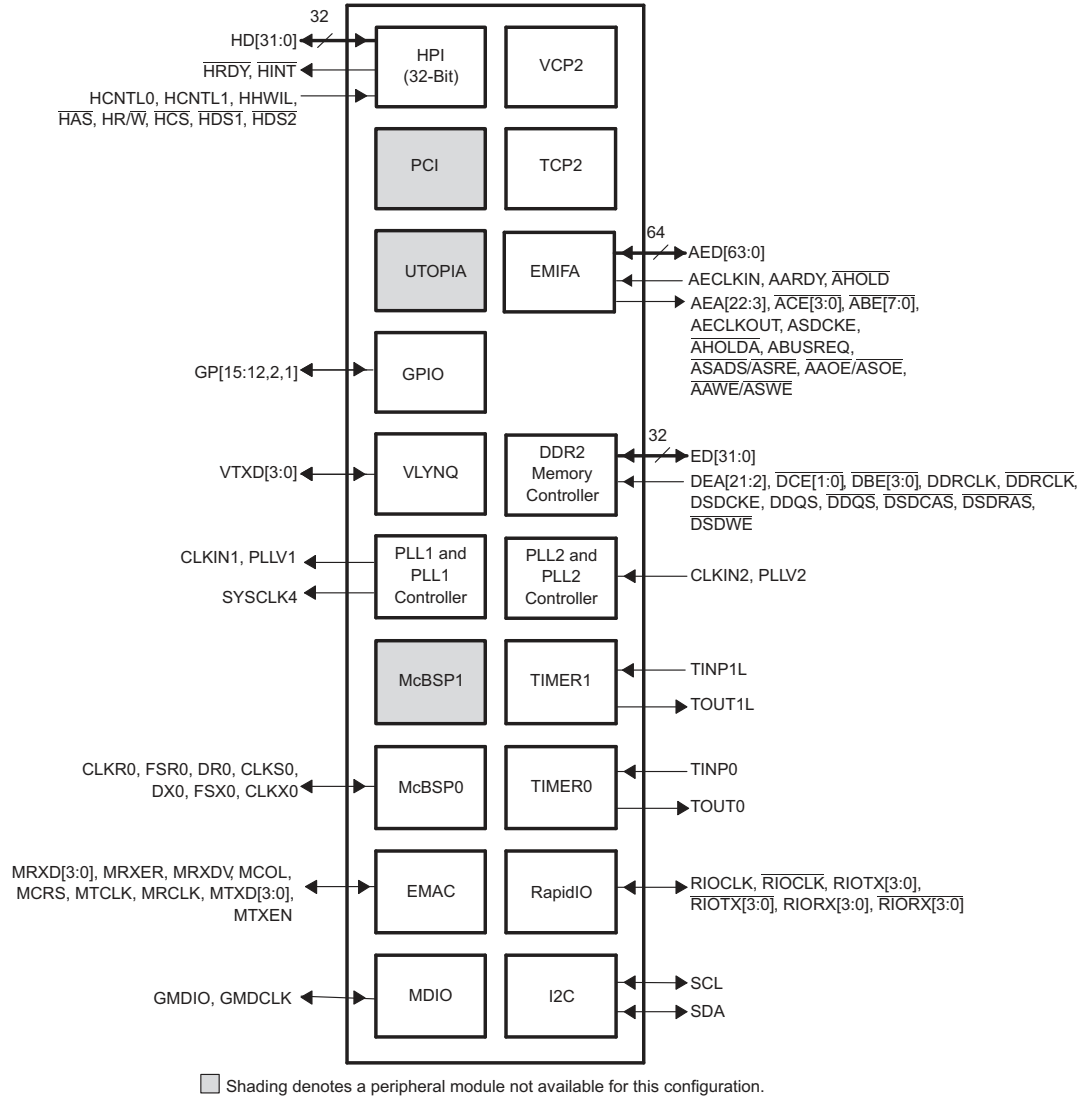 32
HD[31:0]
HRDY, HINT
HCNTL0, HCNTL1, HHWIL,
HAS, HR/W, HCS, HDS1, HDS2
HPI
(32-Bit)
VCP2
PCI
TCP2
UTOPIA
EMIFA
64
AED[63:0]
AECLKIN, AARDY, AHOLD
AEA[22:3], ACE[3:0], ABE[7:0],
AECLKOUT, ASDCKE,
AHOLDA, ABUSREQ,
ASADS/ASRE, AAOE/ASOE,
AAWE/ASWE
GP[15:12,2,1]
GPIO
VTXD[3:0]
VLYNQ
DDR2
Memory
Controller
32
ED[31:0]
DEA[21:2], DCE[1:0], DBE[3:0], DDRCLK, DDRCLK,
DSDCKE, DDQS, DDQS, DSDCAS, DSDRAS,
DSDWE
CLKIN1, PLLV1
SYSCLK4
PLL1 and
PLL1
Controller
PLL2 and
PLL2
Controller
CLKIN2, PLLV2
McBSP1
TIMER1
TINP1L
TOUT1L
CLKR0, FSR0, DR0, CLKS0,
DX0, FSX0, CLKX0
McBSP0
TIMER0
TINP0
TOUT0
MRXD[3:0], MRXER, MRXDV, MCOL,
MCRS, MTCLK, MRCLK, MTXD[3:0],
MTXEN
EMAC
RapidIO
RIOCLK, RIOCLK, RIOTX[3:0],
RIOTX[3:0], RIORX[3:0], RIORX[3:0]
GMDIO, GMDCLK
MDIO
I2C
SCL
SDA
Shading denotes a peripheral module not available for this configuration.